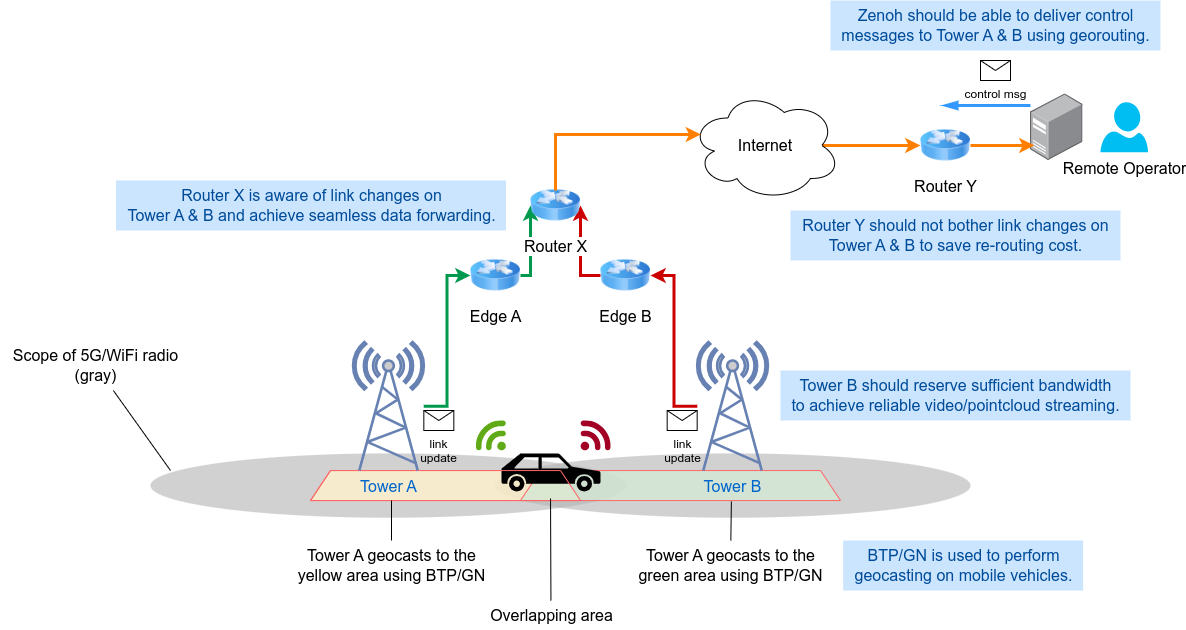 Zenoh should be able to deliver control
messages to Tower A & B using georouting.
control msg
Internet
Remote Operator
Router Y
Router X is aware of link changes on
Tower A & B and achieve seamless data forwarding.
Router Y should not bother link changes on
Tower A & B to save re-routing cost.
Router X
Edge A
Edge B
Scope of 5G/WiFi radio
(gray)
Tower B should reserve sufficient bandwidth
to achieve reliable video/pointcloud streaming.
link
update
link
update
Tower A
Tower B
Tower A geocasts to the
yellow area using BTP/GN
Tower A geocasts to the
green area using BTP/GN
BTP/GN is used to perform
geocasting on mobile vehicles.
Overlapping area